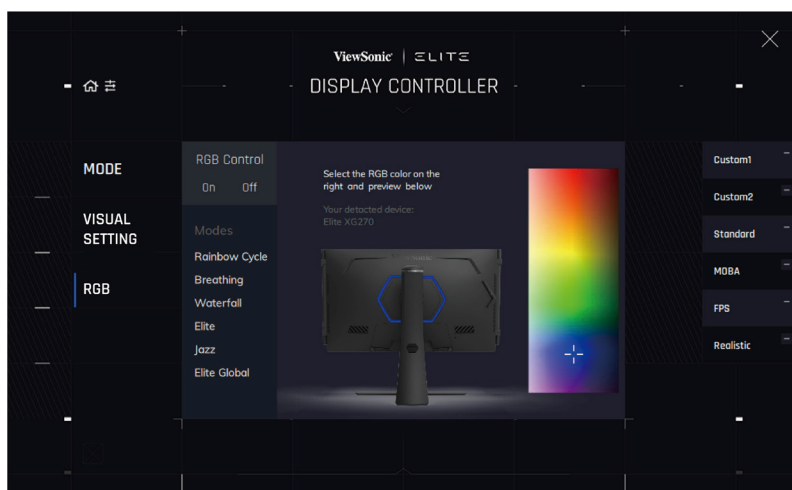 ViewSonic | ELITE
DISPLAY CONTROLLER
MODE
VISUAL
SETTING
RGB
RGB Control
On Off
Modes
Rainbow Cycle
Breathing
Waterfall
Elite
Jazz
Elite Global
Select the RGB color on the
right and preview below
Your detacted device:
Elite XG270
Custom1
Custom2
Standard
MOBA
FPS
Realistic